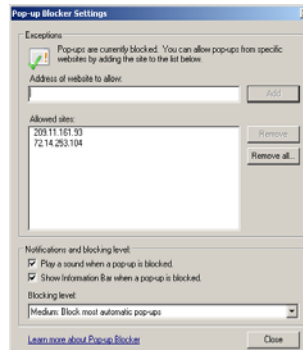 Pop-up Blocker Settings
Exceptions
Pop-ups are currently blocked. You can allow pop-ups from specific
websites by adding the site to the list below.
Address of website to allow:
Add
Allowed sites:
209.11.161.93
72.14.253.104
Remove
Remove all...
Notifications and blocking level:
Play a sound when a pop-up is blocked.
Show Information Bar when a pop-up is blocked.
Blocking level:
Medium: Block most automatic pop-ups
Learn more about Pop-up Blocker
Close